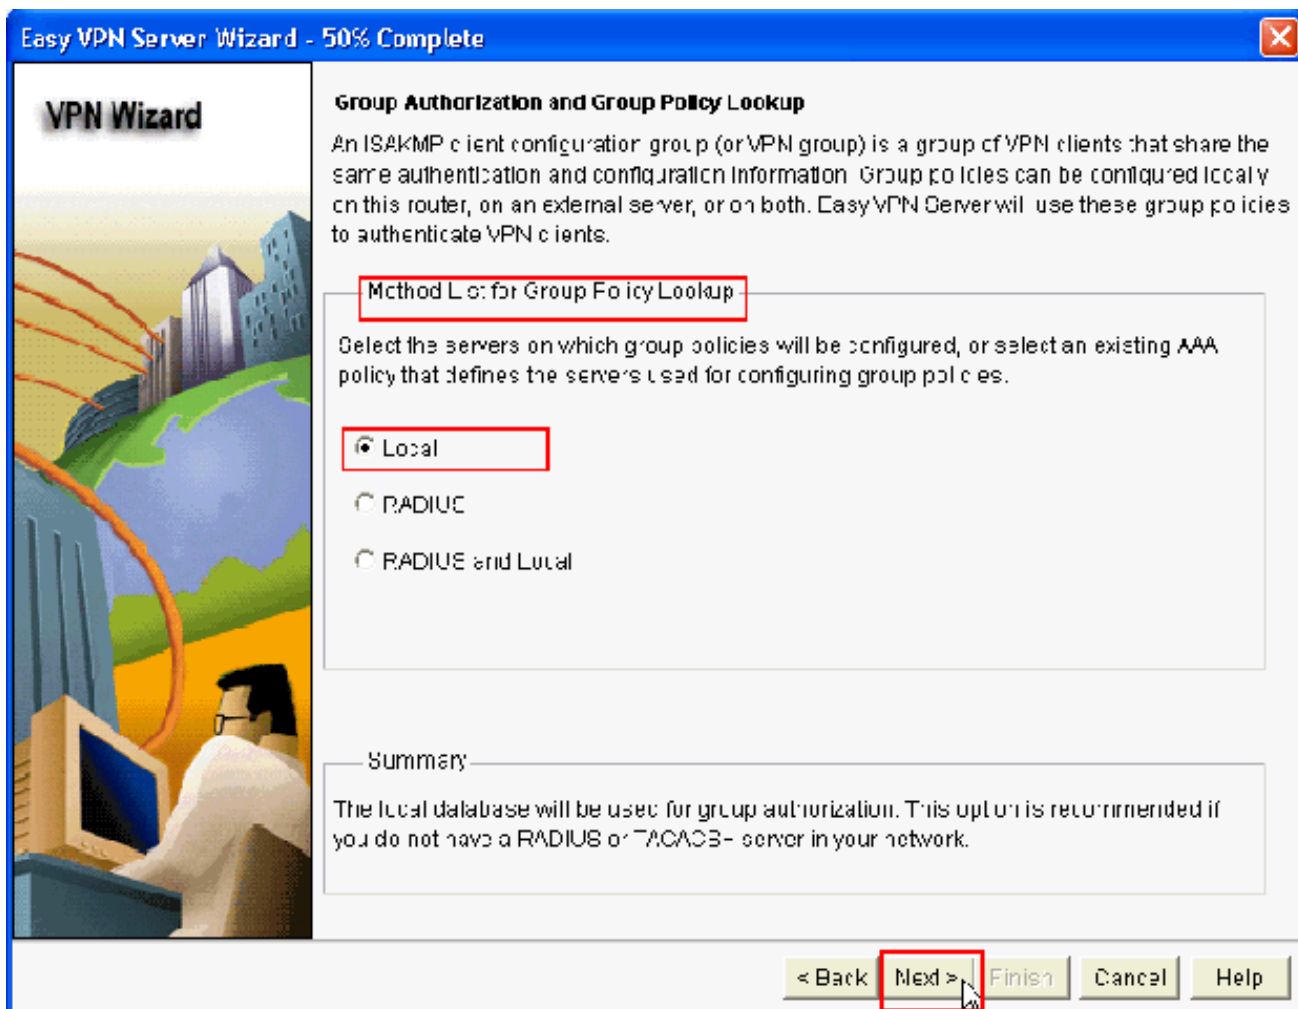 Easy VPN Server Wizard - 50% Complete
VPN Wizard
Group Authorization and Group Policy Lookup
An ISAKMP client configuration group (or VPN group) is a group of VPN clients that share the
same authentication and configuration information. Group policies can be configured locally
on this router, on an external server, or on both. Easy VPN Server will use these group policies
to authenticate VPN clients.
Method List for Group Policy Lookup
Select the servers on which group policies will be configured, or select an existing AAA
policy that defines the servers used for configuring group policies.
Local
RADIUS
RADIUS and Local
Summary
The local database will be used for group authorization. This option is recommended if
you do not have a RADIUS or TACACS+ server in your network.
< Back Next > Finish Cancel Help